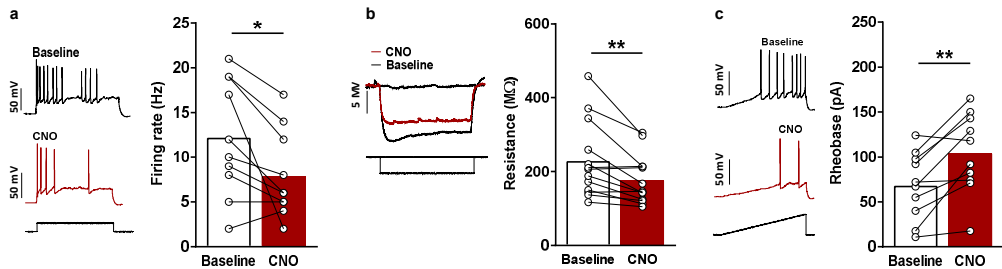 a
Baseline
50 mV
CNO
50 mV
Firing rate (Hz)
25
20
15
10
5
0
*
Baseline CNO
b
CNO
Baseline
5 MV
Resistance (MΩ)
600
400
200
0
**
Baseline CNO
c
Baseline
50 mV
CNO
50 mV
Rheobase (pA)
250
200
150
100
50
0
**
Baseline CNO